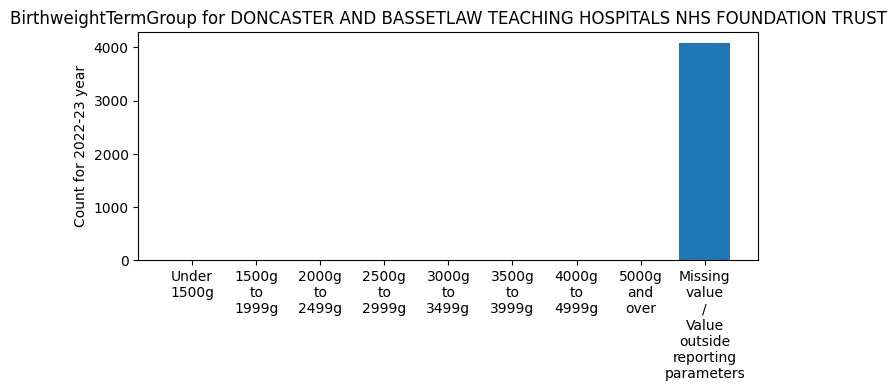 BirthweightTermGroup for DONCASTER AND BASSETLAW TEACHING HOSPITALS NHS FOUNDATION TRUST
Count for 2022-23 year
4000
3000
2000
1000
0
Under
1500g
1500g
to
1999g
2000g
to
2499g
2500g
to
2999g
3000g
to
3499g
3500g
to
3999g
4000g
to
4999g
5000g
and
over
Missing
value
/
Value
outside
reporting
parameters